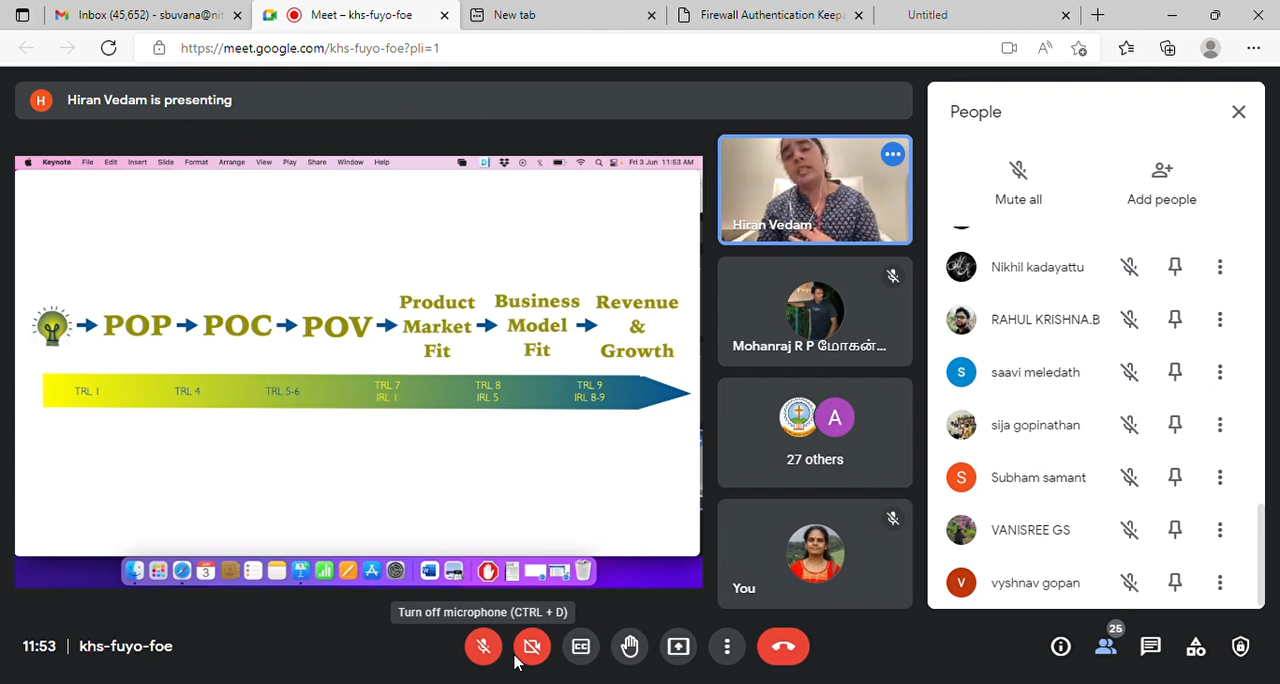 Inbox (45,652) - sbuvana@nit
Meet – khs-fuyo-foe
New tab
Firewall Authentication Keepa
Untitled
https://meet.google.com/khs-fuyo-foe?pli=1
H Hiran Vedam is presenting
Keynote File Edit Insert Slide Format Arrange View Play Share Window Help Fri 3 Jun 11:53 AM
POP
POC
POV
Product
Market
Fit
Business
Model
Fit
Revenue
&
Growth
TRL 1
TRL 4
TRL 5-6
TRL 7
IRL 1
TRL 8
IRL 5
TRL 9
IRL 8-9
3
Hiran Vedam
Mohanraj R P மோகன்...
A
27 others
You
People
Mute all
Add people
Nikhil kadayattu
RAHUL KRISHNA.B
s saavi meledath
sija gopinathan
S Subham samant
VANISREE GS
V vyshnav gopan
Turn off microphone (CTRL + D)
11:53 | khs-fuyo-foe
CC
25